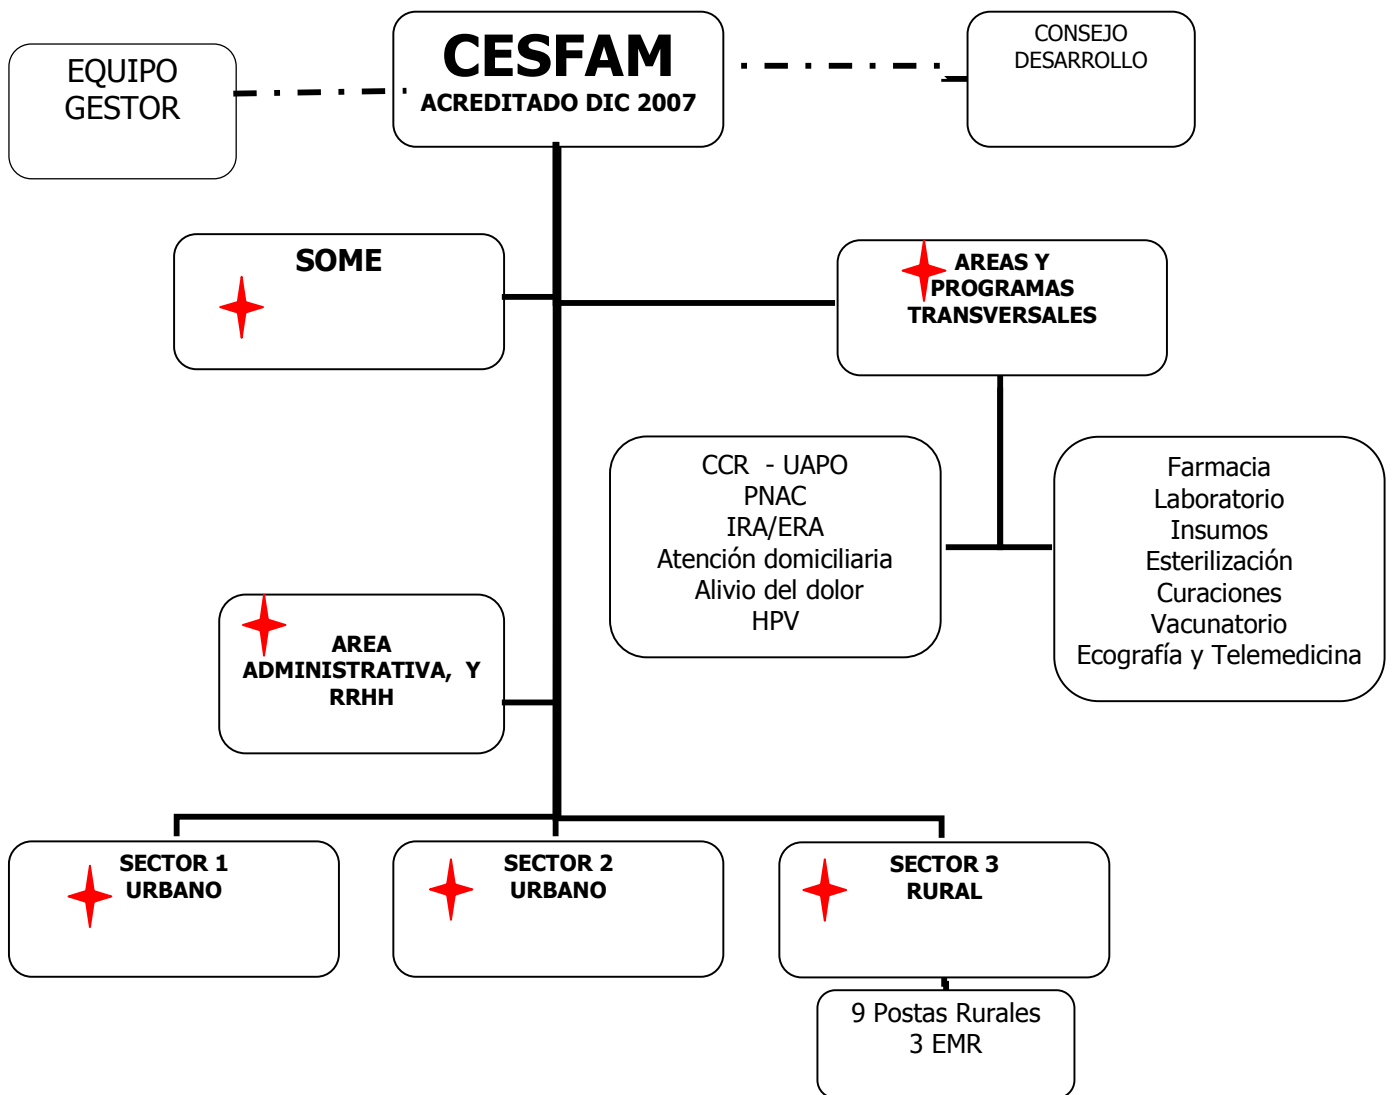 EQUIPO
GESTOR
CESFAM
ACREDITADO DIC 2007
CONSEJO
DESARROLLO
SOME
AREAS Y
PROGRAMAS
TRANSVERSALES
CCR - UAPO
PNAC
IRA/ERA
Atención domiciliaria
Alivio del dolor
HPV
Farmacia
Laboratorio
Insumos
Esterilización
Curaciones
Vacunatorio
Ecografía y Telemedicina
AREA
ADMINISTRATIVA, Y
RRHH
SECTOR 1
URBANO
SECTOR 2
URBANO
SECTOR 3
RURAL
9 Postas Rurales
3 EMR